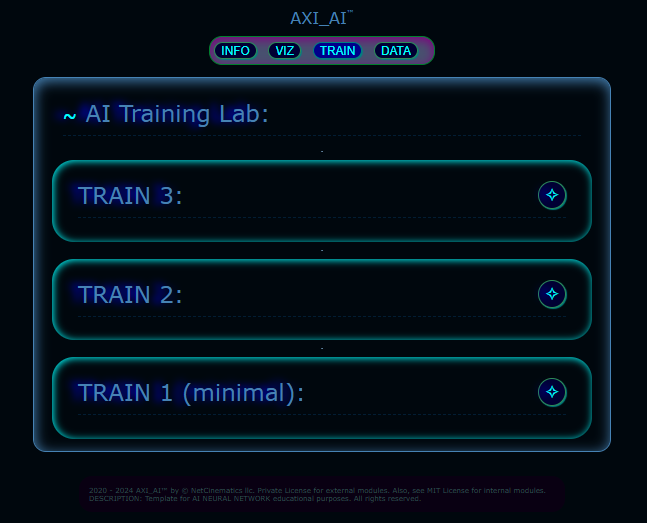 AXI_AI™
INFO VIZ TRAIN DATA
~ AI Training Lab:
.
TRAIN 3:
.
TRAIN 2:
.
TRAIN 1 (minimal):
2020 - 2024 AXI_AI™ by © NetCinematics llc. Private License for external modules. Also, see MIT License for internal modules.
DESCRIPTION: Template for AI NEURAL NETWORK educational purposes. All rights reserved.